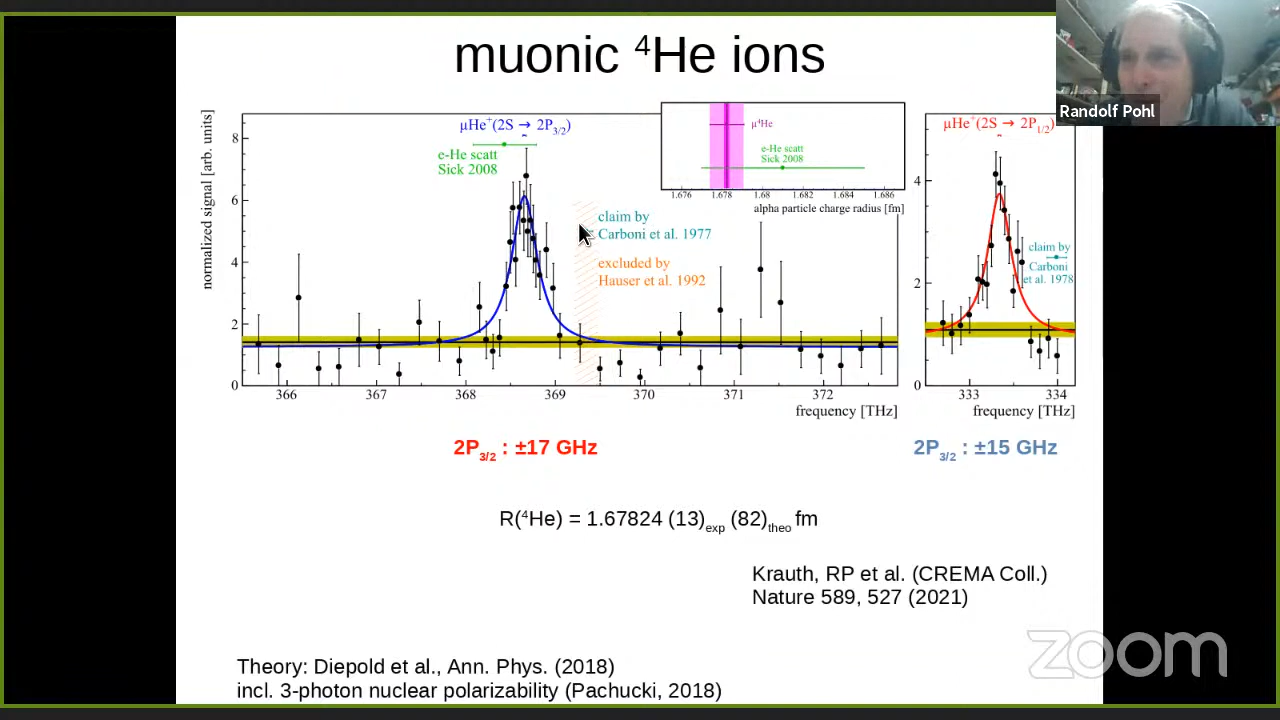 muonic ⁴He ions
Randolf Pohl
normalized signal [arb. units]
8
6
4
2
0
μHe⁺(2S → 2P₃/₂)
e-He scatt
Sick 2008
claim by
Carboni et al. 1977
excluded by
Hauser et al. 1992
366 367 368 369 370 371 372
frequency [THz]
μ⁴He
e-He scatt
Sick 2008
1.676 1.678 1.68 1.682 1.684 1.686
alpha particle charge radius [fm]
μHe⁺(2S → 2P₁/₂)
4
2
0
claim by
Carboni
et al. 1978
333 334
frequency [THz]
2P₃/₂ : ±17 GHz
2P₃/₂ : ±15 GHz
R(⁴He) = 1.67824 (13)exp (82)theo fm
Krauth, RP et al. (CREMA Coll.)
Nature 589, 527 (2021)
zoom
Theory: Diepold et al., Ann. Phys. (2018)
incl. 3-photon nuclear polarizability (Pachucki, 2018)